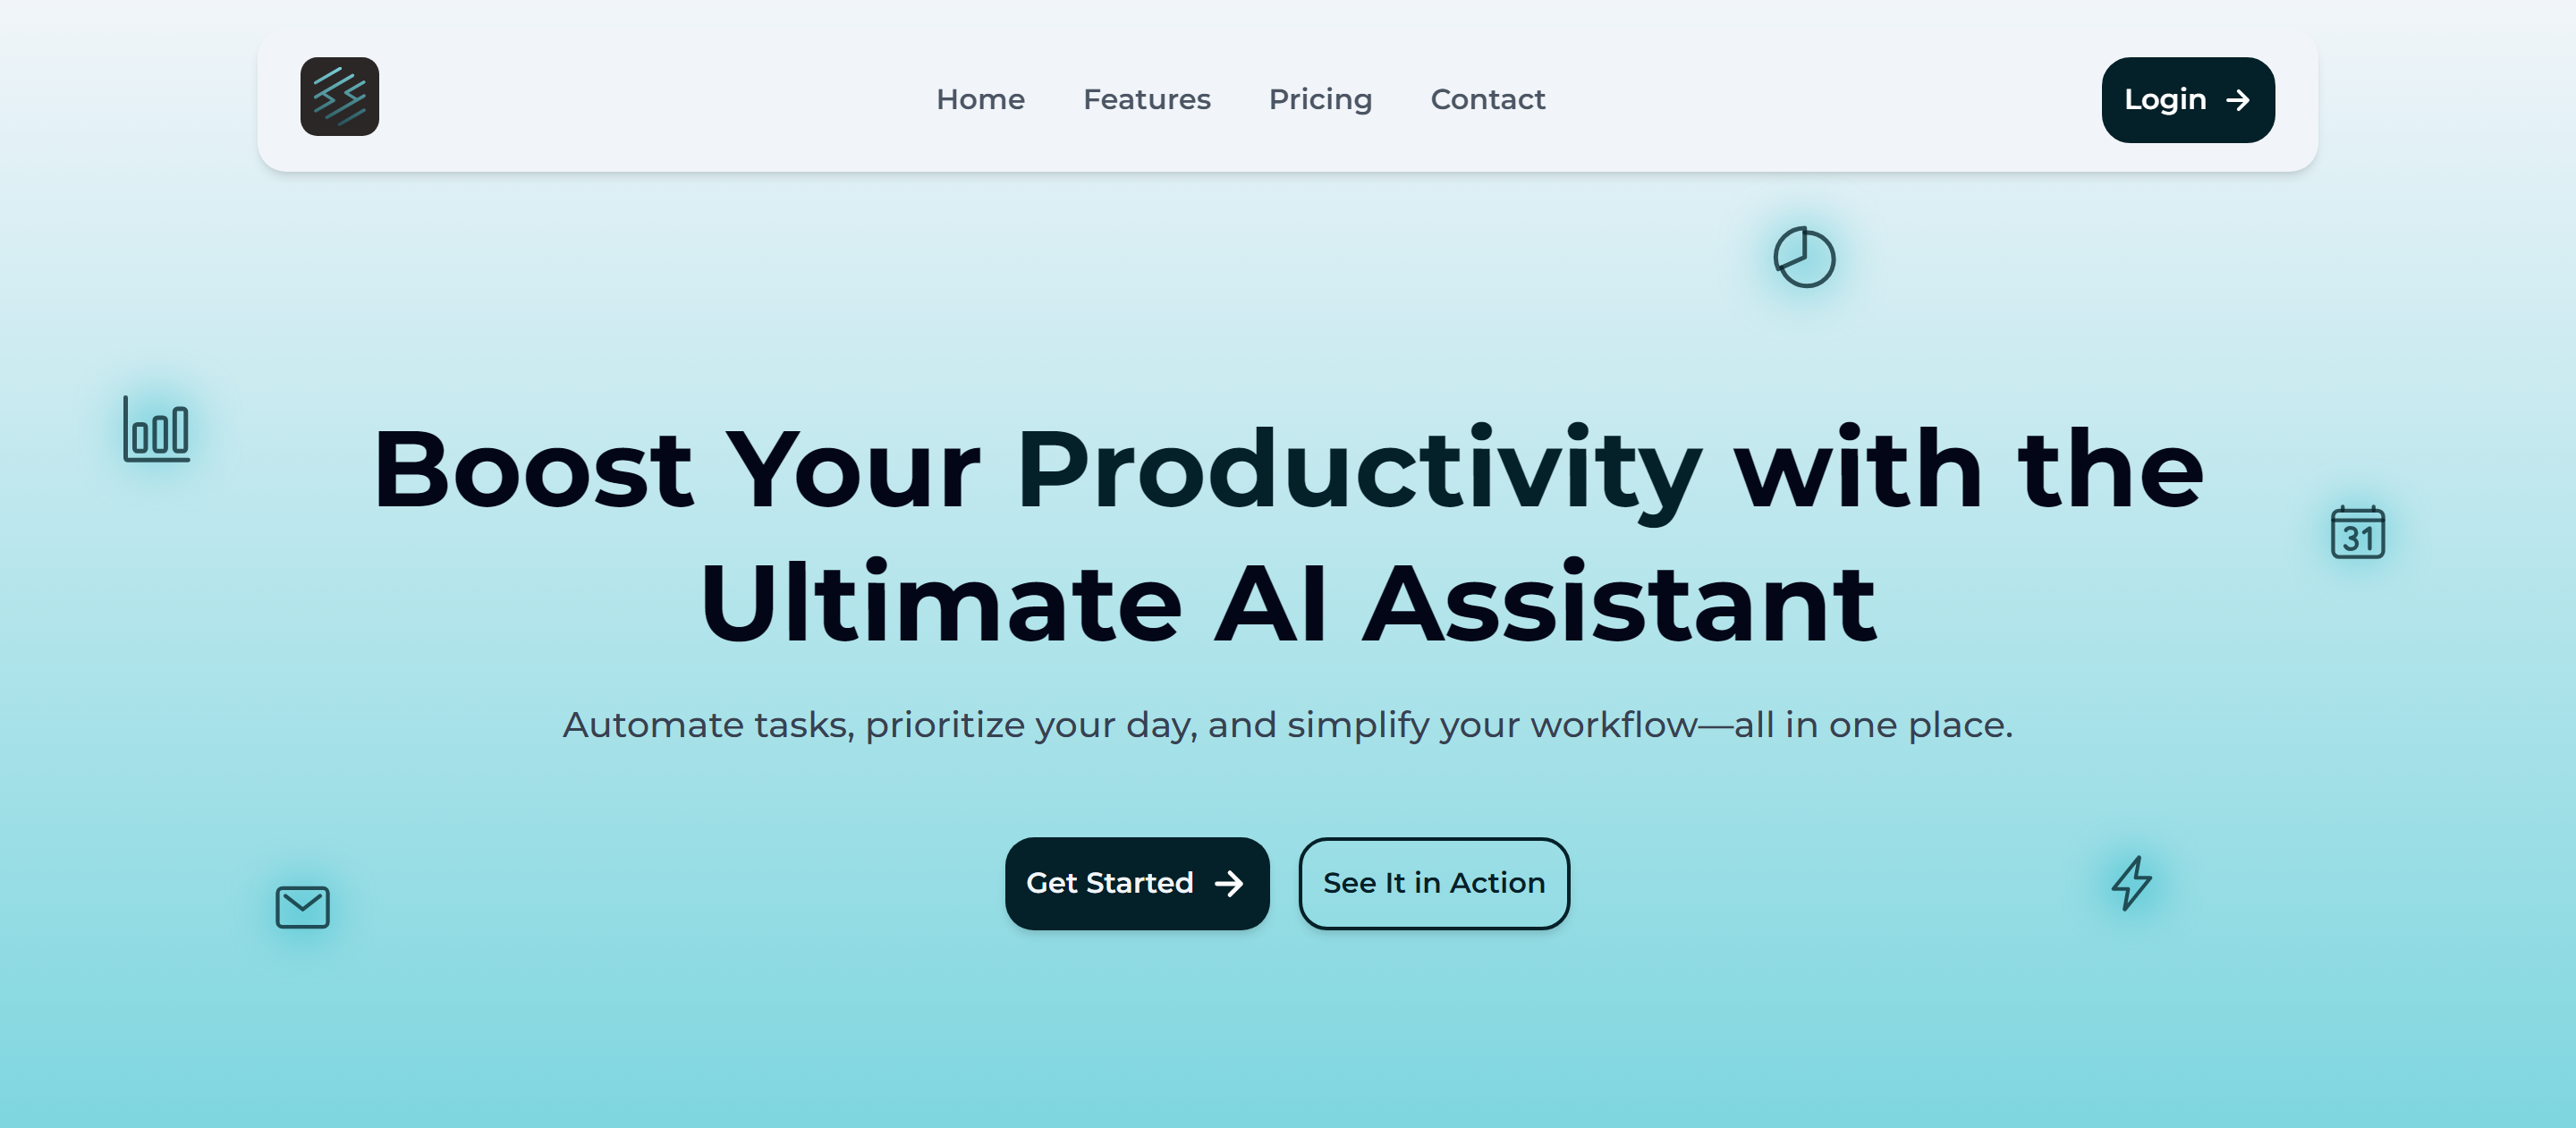 Home Features Pricing Contact Login
Boost Your Productivity with the
Ultimate AI Assistant
31
Automate tasks, prioritize your day, and simplify your workflow—all in one place.
Get Started See It in Action